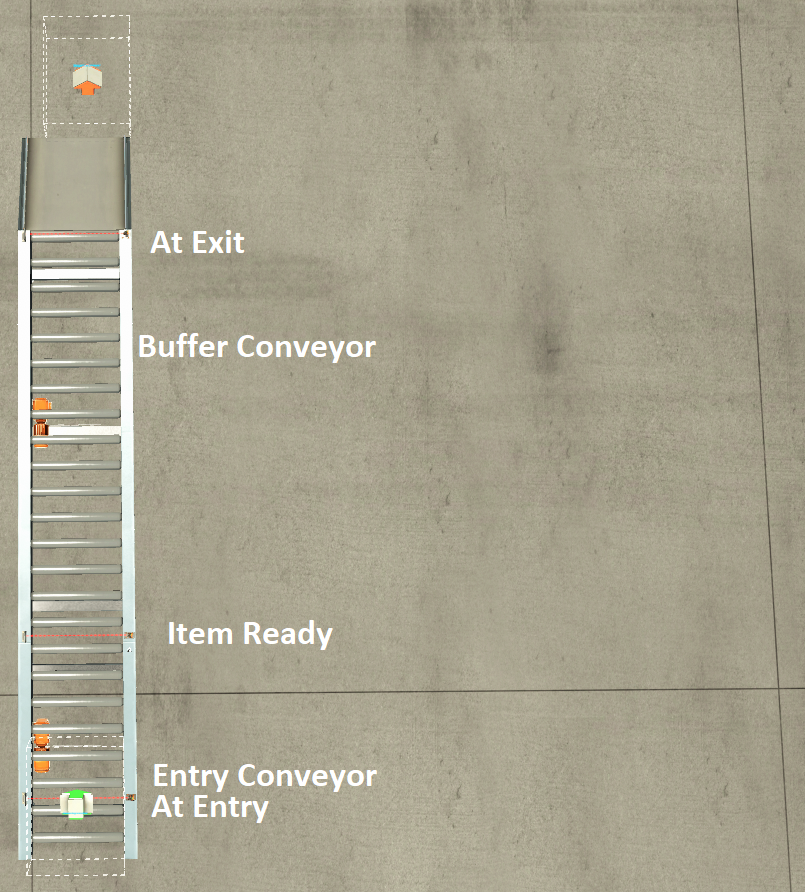 At Exit
Buffer Conveyor
Item Ready
Entry Conveyor
At Entry